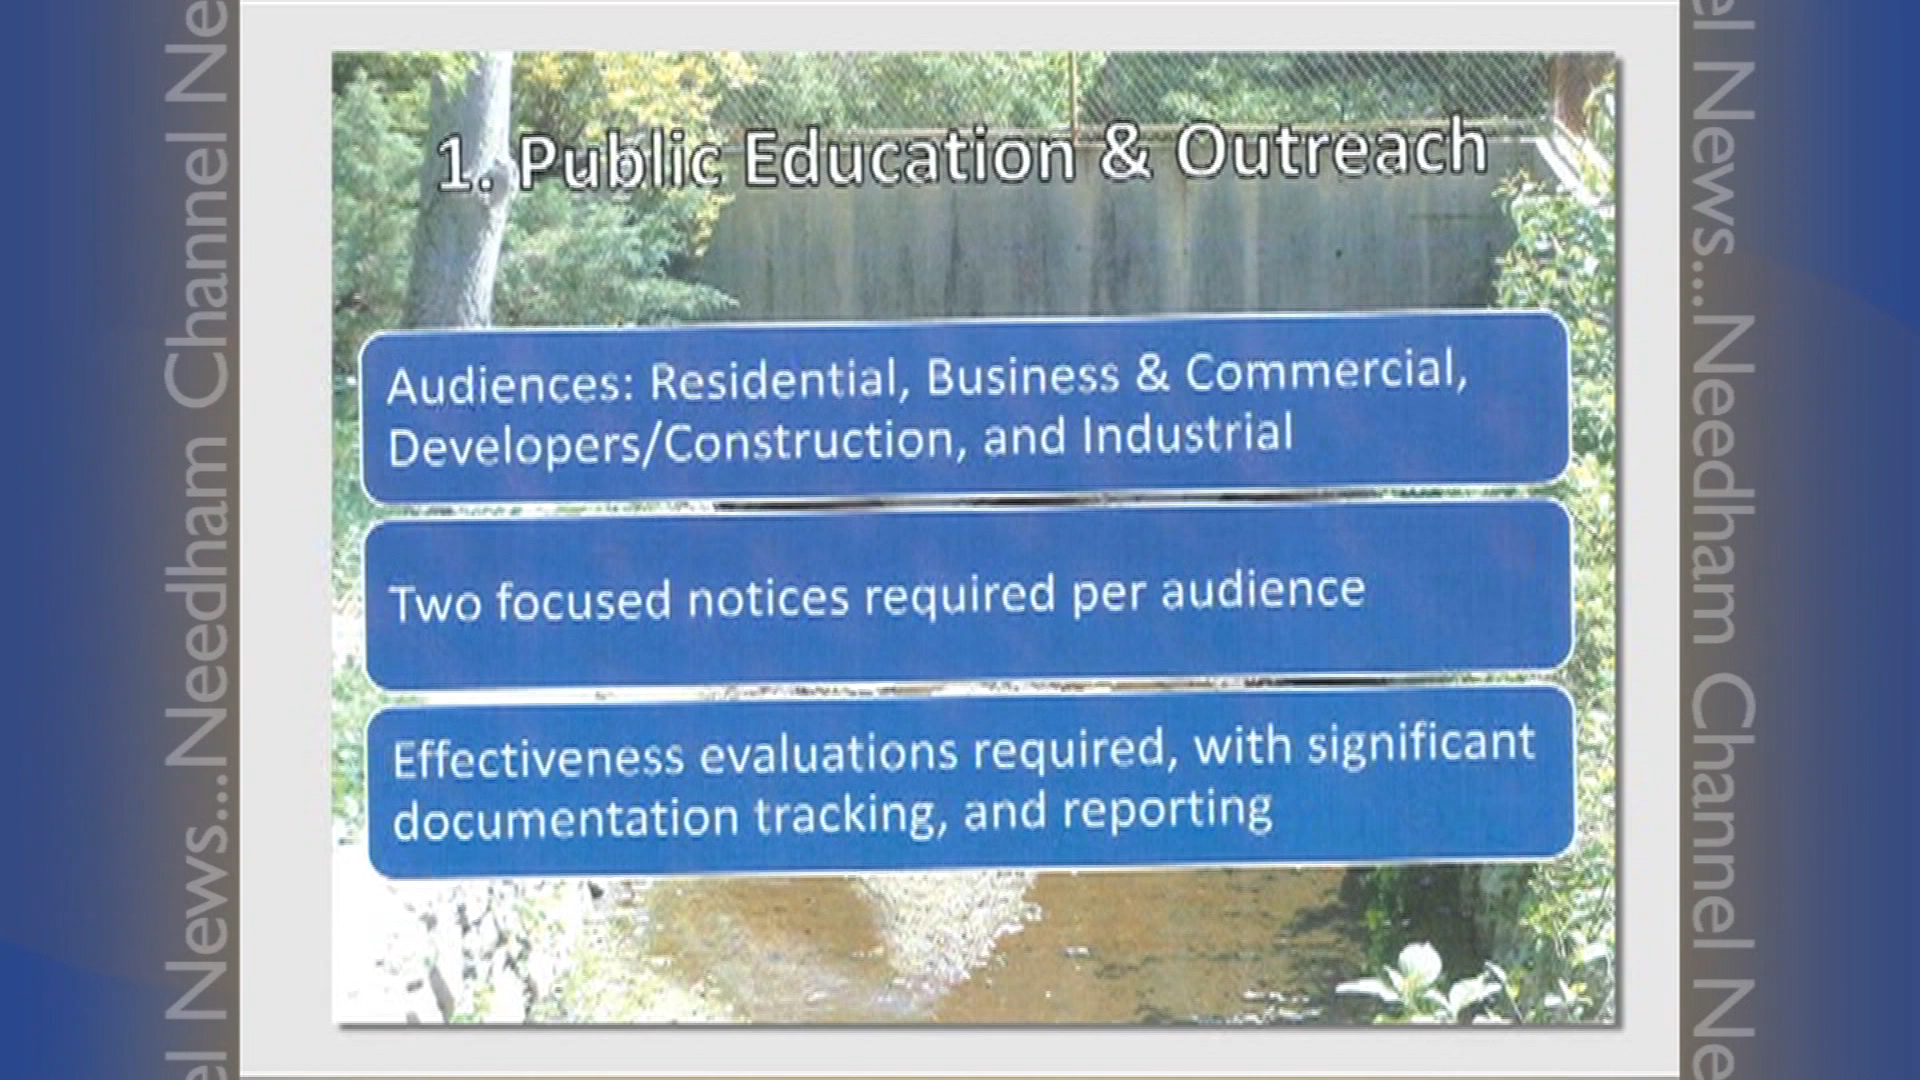 1. Public Education & Outreach
Audiences: Residential, Business & Commercial,
Developers/Construction, and Industrial
Two focused notices required per audience
Effectiveness evaluations required, with significant
documentation tracking, and reporting
el News...Needham Channel Ne
el News...Needham Channel Ne